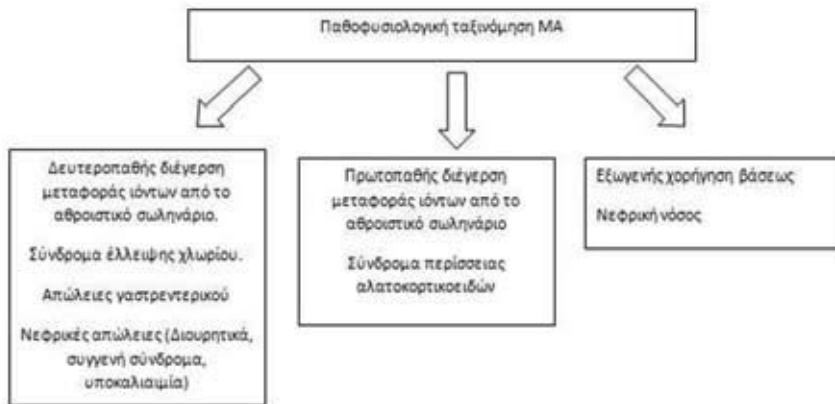 Παθοφυσιολογική ταξινόμηση ΜΑ
Δευτεροπαθής διέγερση
μεταφοράς ιόντων από το
αθροιστικό σωληνάριο.
Σύνδρομα έλλειψης χλωρίου.
Απώλειες γαστρεντερικού
Νεφρικές απώλειες (Διουρητικά,
συγγενή σύνδρομα,
υποκαλιαιμία)
Πρωτοπαθής διέγερση
μεταφοράς ιόντων από το
αθροιστικό σωληνάριο
Σύνδρομα περίσσειας
αλατοκορτικοειδών
Εξωγενής χορήγηση βάσεως
Νεφρική νόσος